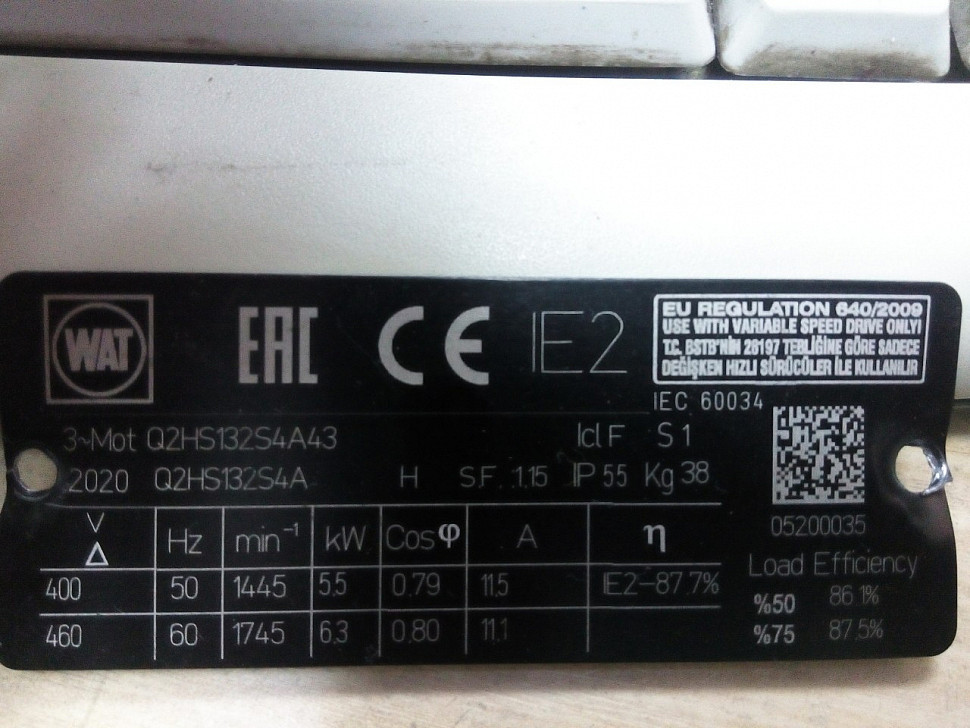 WAT
EAC CE IE2
EU REGULATION 640/2009
USE WITH VARIABLE SPEED DRIVE ONLY!
T.C. BSTB'NİN 28197 TEBLİĞİNE GÖRE SADECE
DEĞİŞKEN HIZLI SÜRÜCÜLER İLE KULLANILIR
IEC 60034
3~Mot Q2HS132S4A43 Icl F S 1
2020 Q2HS132S4A H S.F. 1.15 IP 55 Kg 38
05200035
V Δ Hz min⁻¹ kW Cosφ A η
400 50 1445 5.5 0.79 11.5 IE2-87.7%
460 60 1745 6.3 0.80 11.1
Load Efficiency
%50 86.1%
%75 87.5%